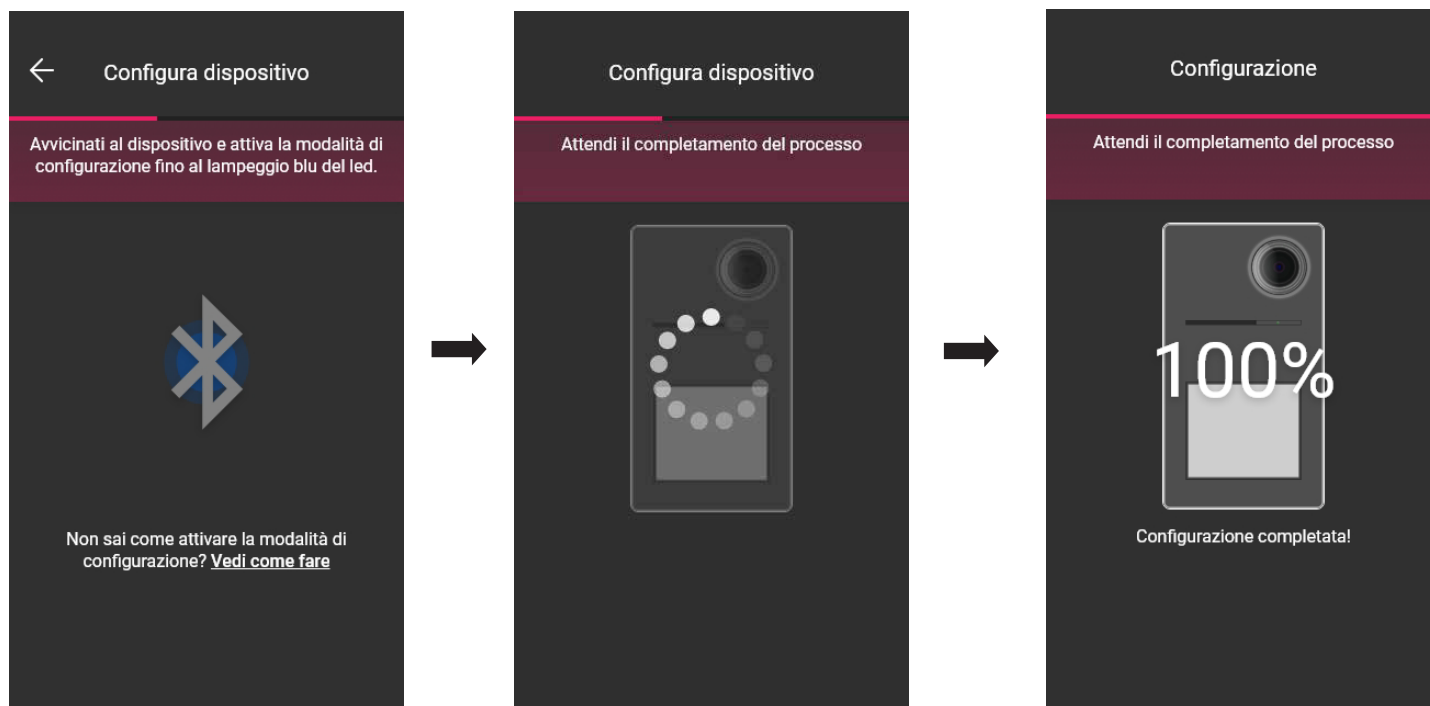 Configura dispositivo
Avvicinati al dispositivo e attiva la modalità di
configurazione fino al lampeggio blu del led.
Non sai come attivare la modalità di
configurazione? Vedi come fare
Configura dispositivo
Attendi il completamento del processo
Configurazione
Attendi il completamento del processo
100%
Configurazione completata!